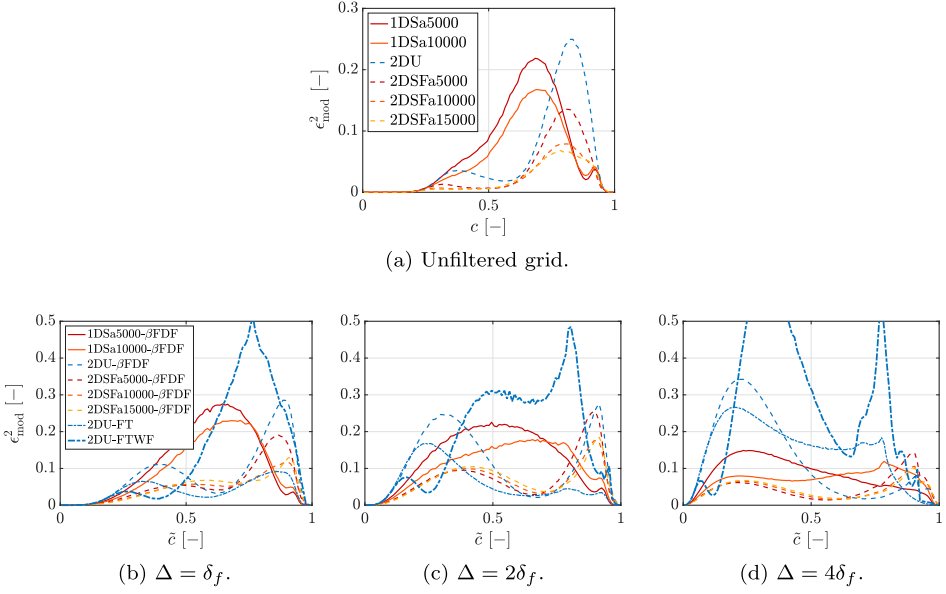 0.3
0.2
0.1
0
ϵ²mod [−]
1DSa5000
1DSa10000
2DU
2DSFa5000
2DSFa10000
2DSFa15000
0 0.5 1
c [−]
(a) Unfiltered grid.
0.5
0.4
0.3
0.2
0.1
0
ϵ²mod [−]
1DSa5000-βFDF
1DSa10000-βFDF
2DU-βFDF
2DSFa5000-βFDF
2DSFa10000-βFDF
2DSFa15000-βFDF
2DU-FT
2DU-FTWF
0 0.5 1
c̃ [−]
(b) Δ = δf.
0.5
0.4
0.3
0.2
0.1
0
0 0.5 1
c̃ [−]
(c) Δ = 2δf.
0.5
0.4
0.3
0.2
0.1
0
0 0.5 1
c̃ [−]
(d) Δ = 4δf.